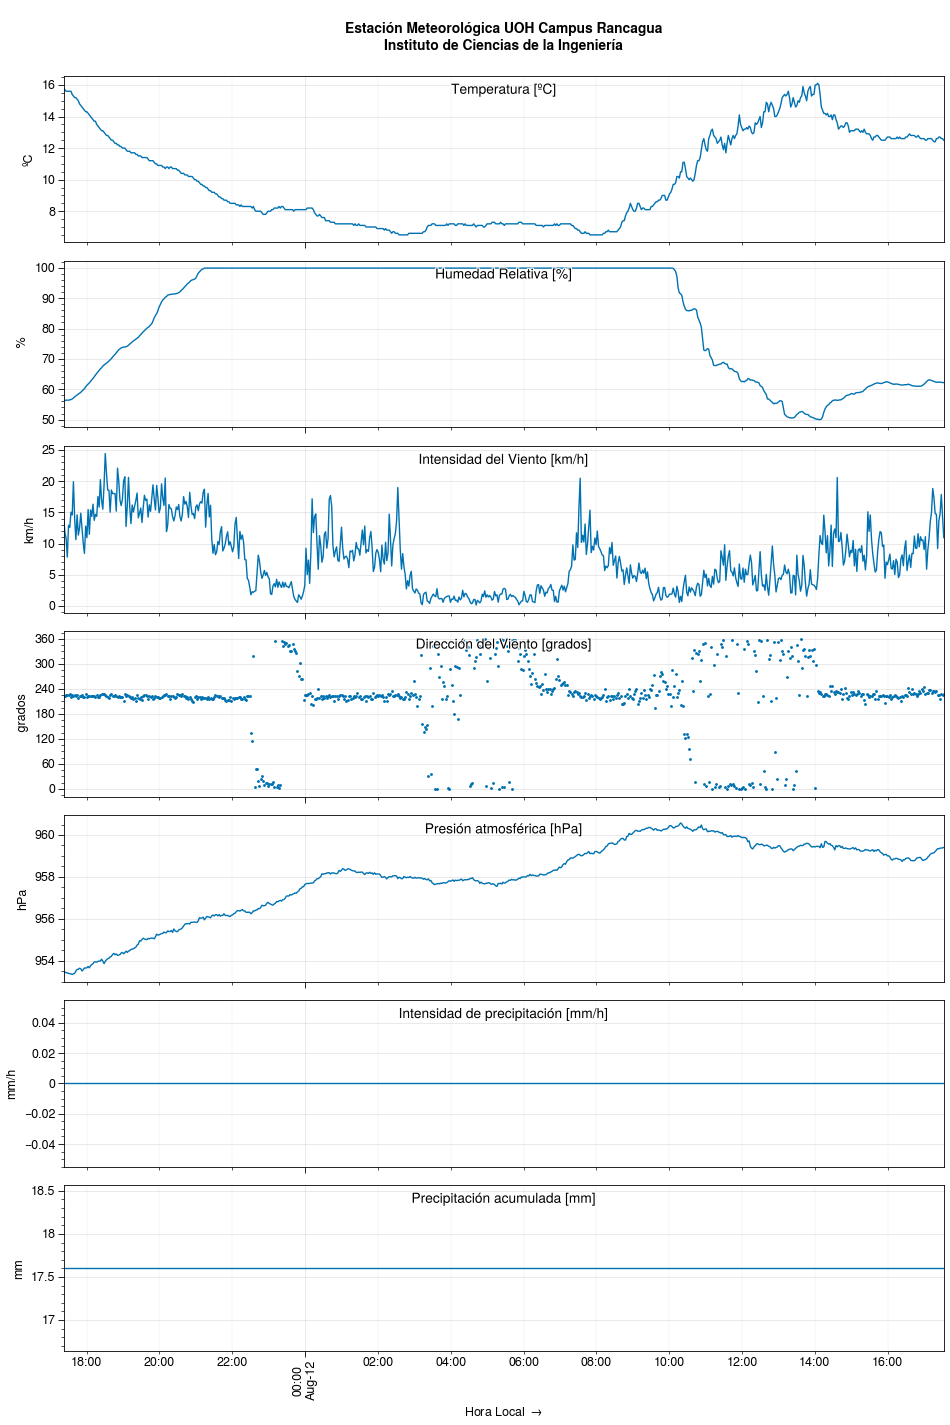 Estación Meteorológica UOH Campus Rancagua
Instituto de Ciencias de la Ingeniería
Temperatura [ºC]
ºC
16
14
12
10
8
Humedad Relativa [%]
%
100
90
80
70
60
50
Intensidad del Viento [km/h]
km/h
25
20
15
10
5
0
Dirección del Viento [grados]
grados
360
300
240
180
120
60
0
Presión atmosférica [hPa]
hPa
960
958
956
954
Intensidad de precipitación [mm/h]
mm/h
0.04
0.02
0
−0.02
−0.04
Precipitación acumulada [mm]
mm
18.5
18
17.5
17
18:00 20:00 22:00 00:00 02:00 04:00 06:00 08:00 10:00 12:00 14:00 16:00
Aug-12
Hora Local →